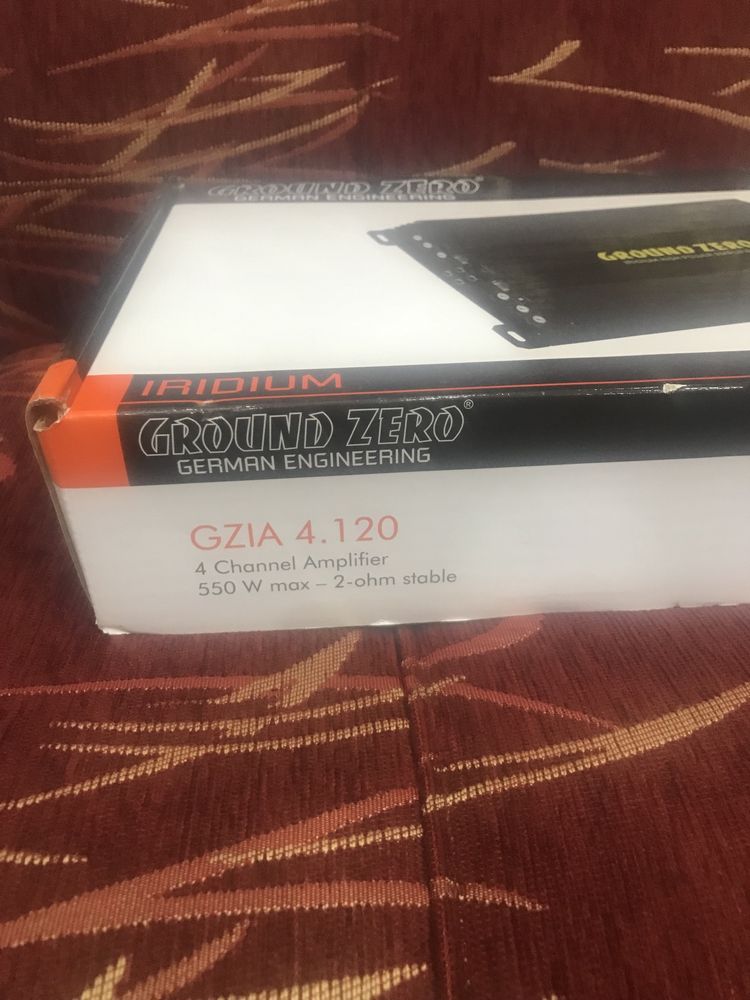 GROUND ZERO
GERMAN ENGINEERING
GROUND ZERO
IRIDIUM
GROUND ZERO®
GERMAN ENGINEERING
GZIA 4.120
4 Channel Amplifier
550 W max – 2-ohm stable